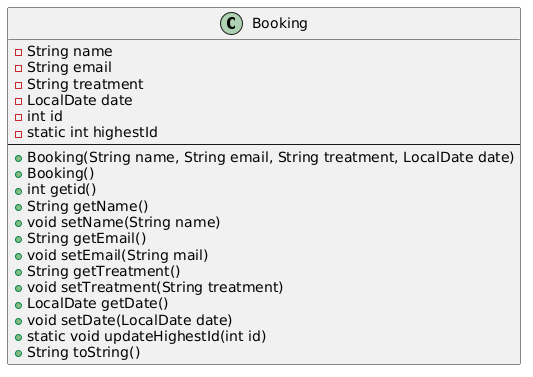 C Booking
String name
String email
String treatment
LocalDate date
int id
static int highestId
Booking(String name, String email, String treatment, LocalDate date)
Booking()
int getid()
String getName()
void setName(String name)
String getEmail()
void setEmail(String mail)
String getTreatment()
void setTreatment(String treatment)
LocalDate getDate()
void setDate(LocalDate date)
static void updateHighestId(int id)
String toString()